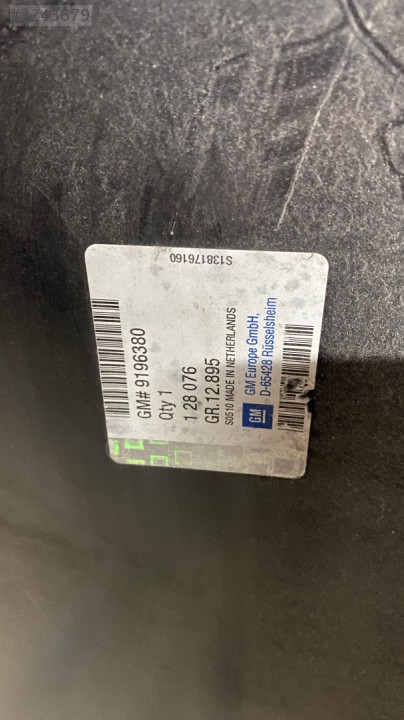 GM# 9196380
Qty 1
1 28 076
GR.12.895
S0510 MADE IN NETHERLANDS
GM
GM Europe GmbH,
D-65428 Rüsselsheim
S138176160